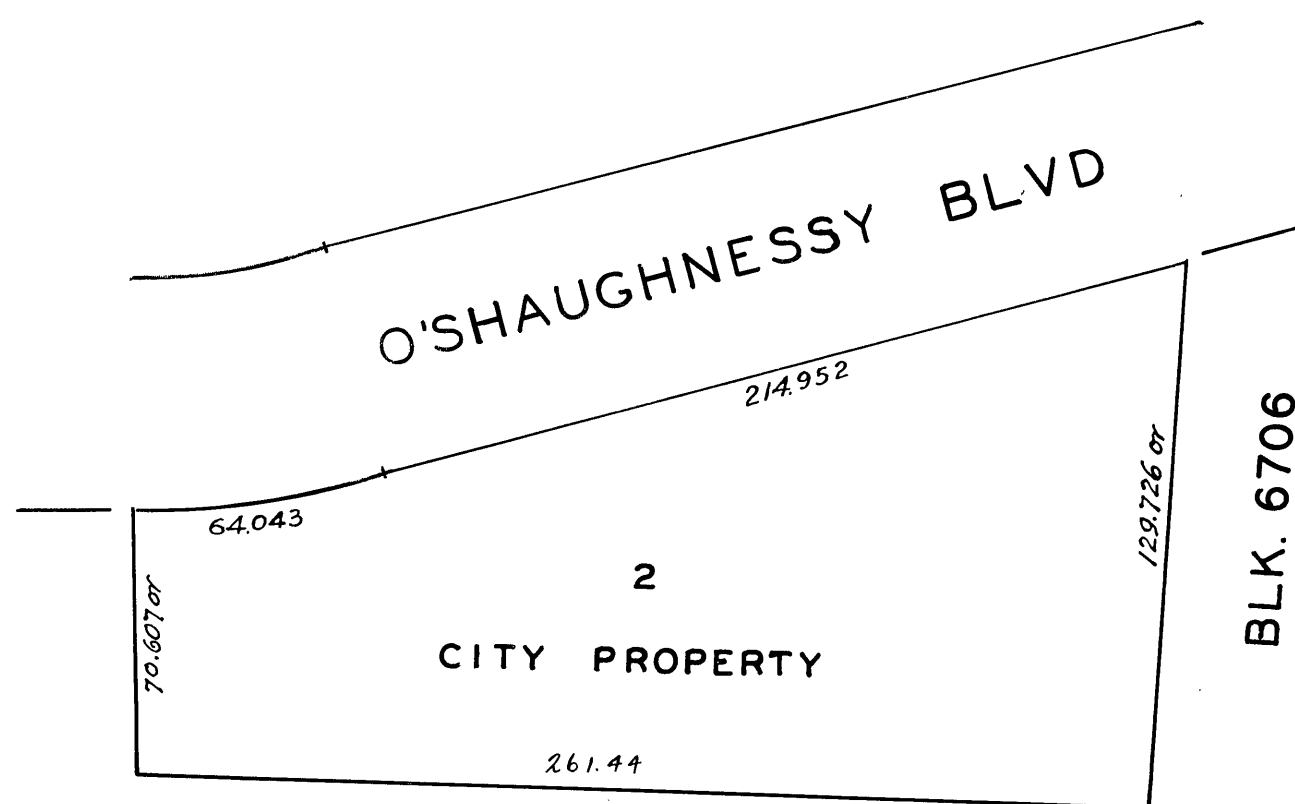 O'SHAUGHNESSY BLVD
214.952
64.043
129.726 or
BLK. 6706
2
70.607 or
CITY PROPERTY
261.44